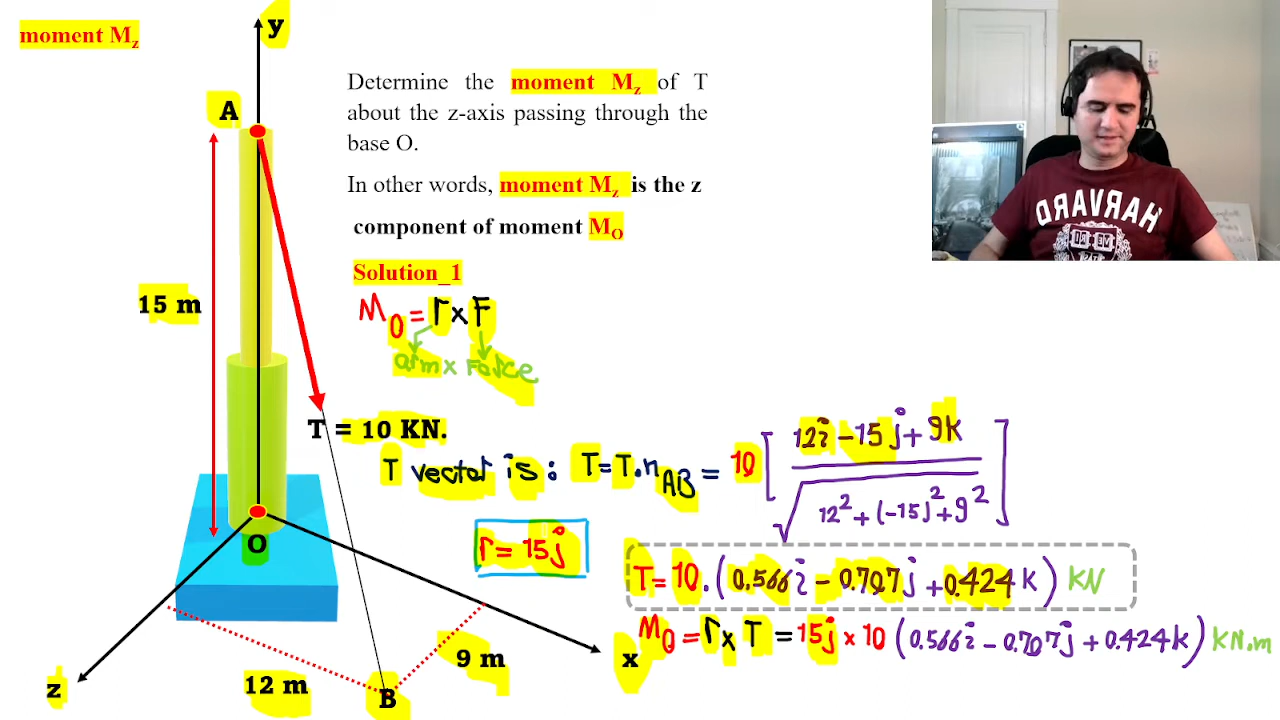 moment Mz
y
A
Determine the moment Mz of T
about the z-axis passing through the
base O.
In other words, moment Mz is the z
component of moment MO
Solution_1
MO = r x F
arm x Force
15 m
T = 10 KN.
T vector is: T = T.nAB = 10 [ 12i - 15j + 9k / √12² + (-15)² + 9² ]
O
r = 15j
T = 10.(0.566i - 0.707j + 0.424k) KN
MO = r x T = 15j x 10 (0.566i - 0.707j + 0.424k) KN.m
x
9 m
z
12 m
B
HARVARD